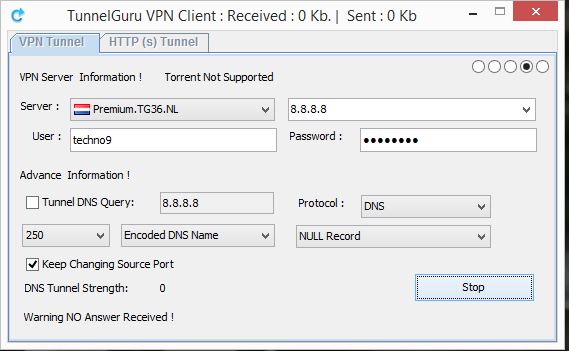 TunnelGuru VPN Client : Received : 0 Kb. | Sent : 0 Kb
VPN Tunnel HTTP (s) Tunnel
VPN Server Information ! Torrent Not Supported
Server : Premium.TG36.NL 8.8.8.8
User : techno9 Password : ●●●●●●●●
Advance Information !
Tunnel DNS Query: 8.8.8.8 Protocol : DNS
250 Encoded DNS Name NULL Record
Keep Changing Source Port
DNS Tunnel Strength: 0 Stop
Warning NO Answer Received !